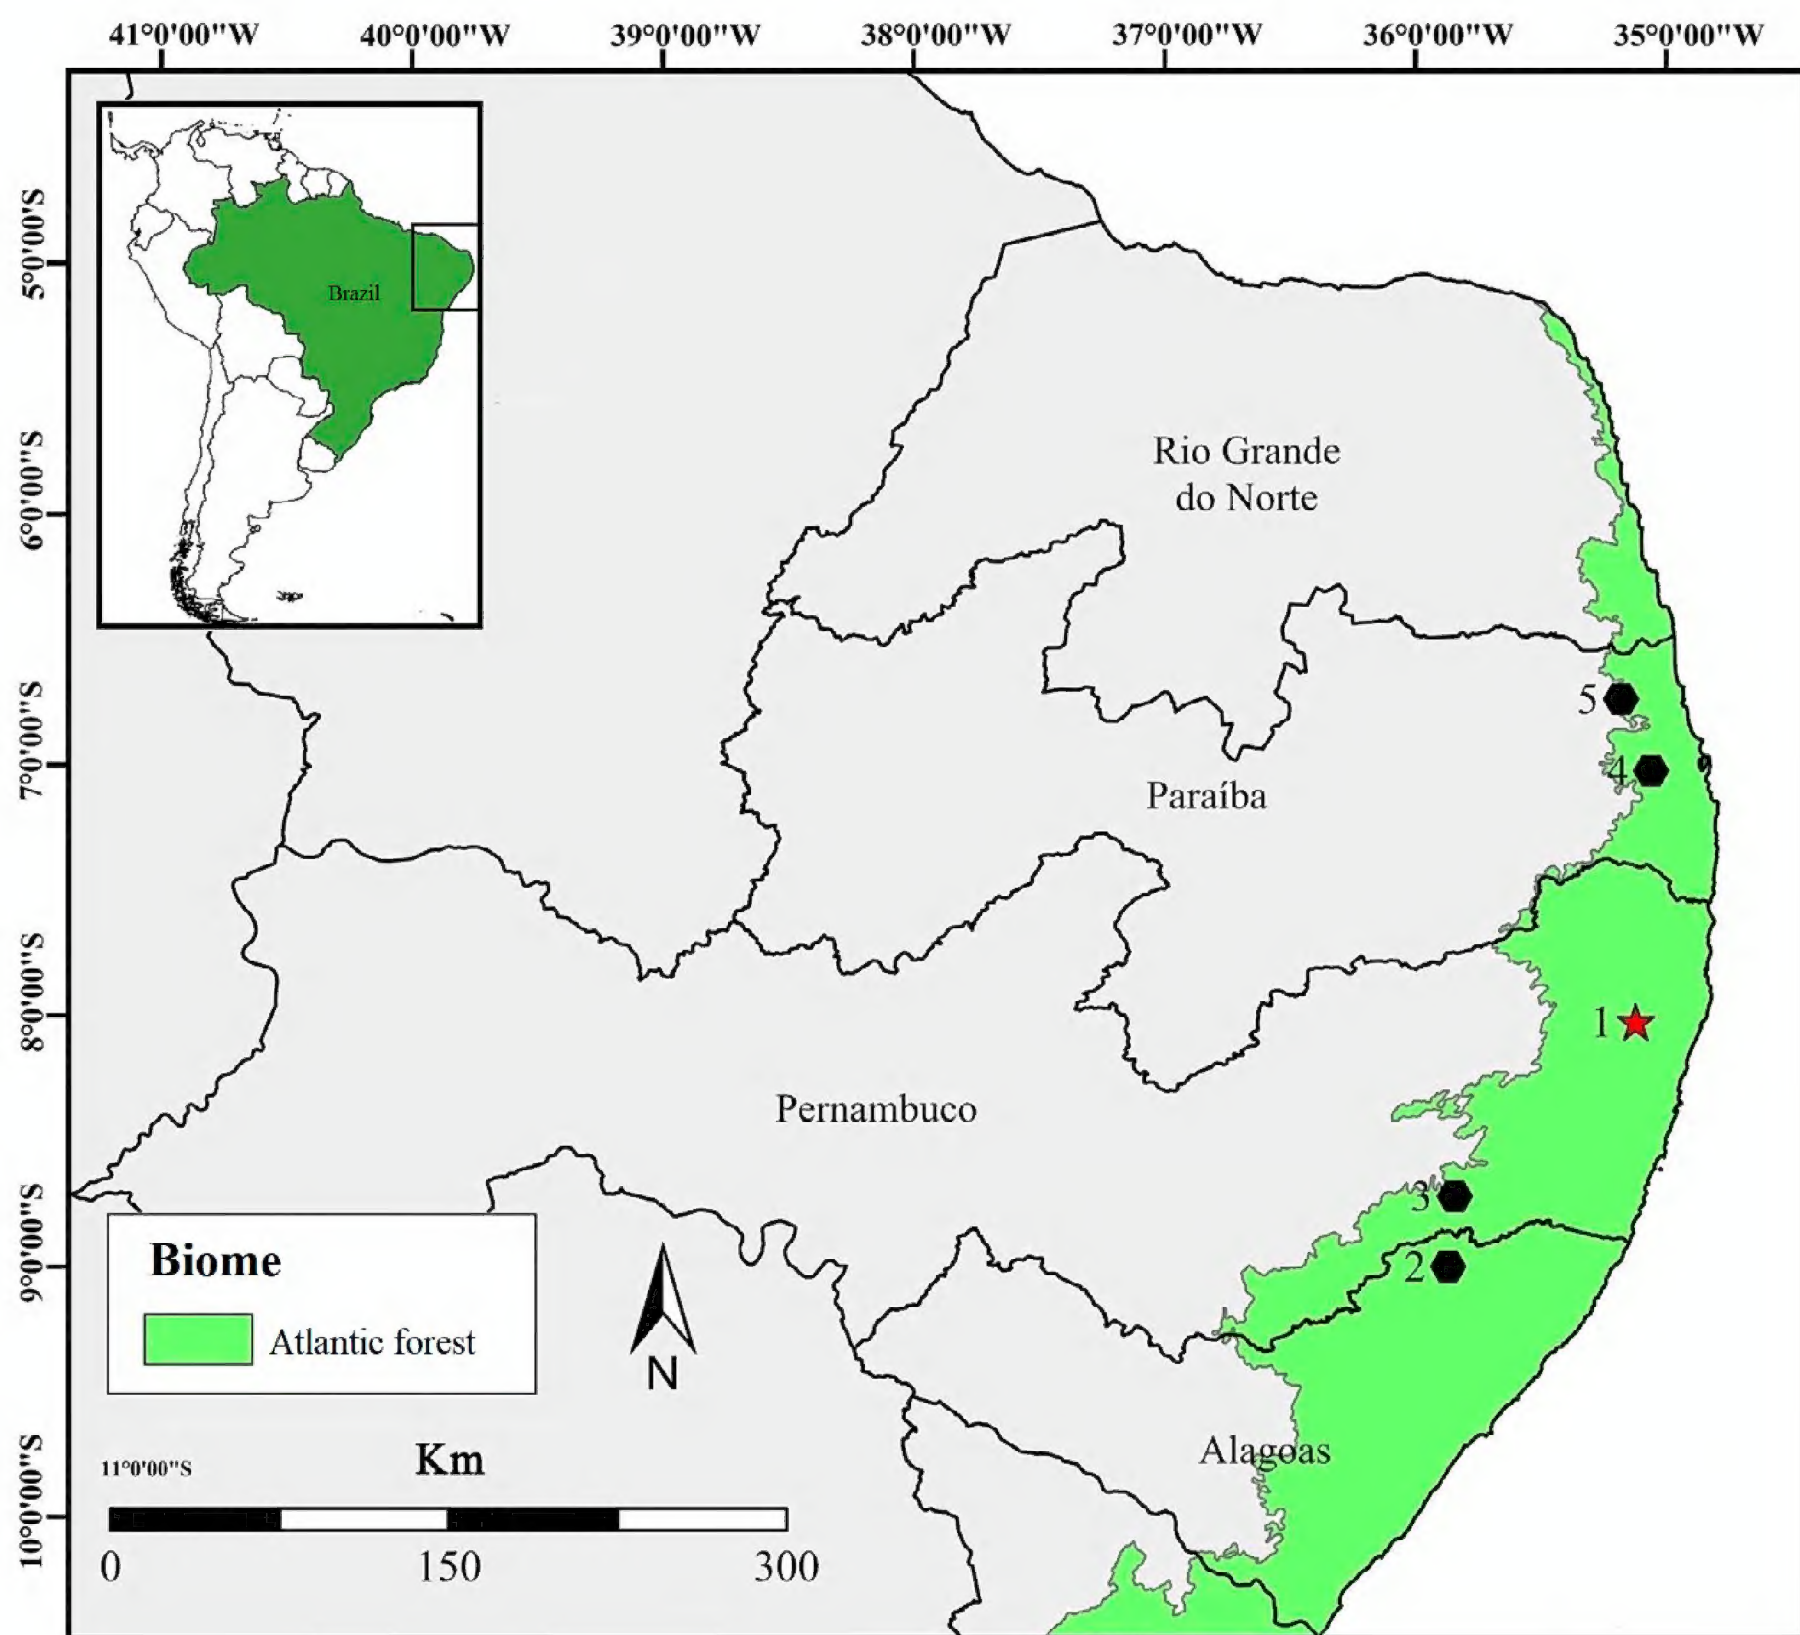 41°0'00"W 40°0'00"W 39°0'00"W 38°0'00"W 37°0'00"W 36°0'00"W 35°0'00"W
5°0'00"S
6°0'00"S
7°0'00"S
8°0'00"S
9°0'00"S
10°0'00"S
Brazil
Rio Grande
do Norte
5
4
Paraíba
1
Pernambuco
3
2
Biome
Atlantic forest
N
Alagoas
11°0'00"S
Km
0 150 300